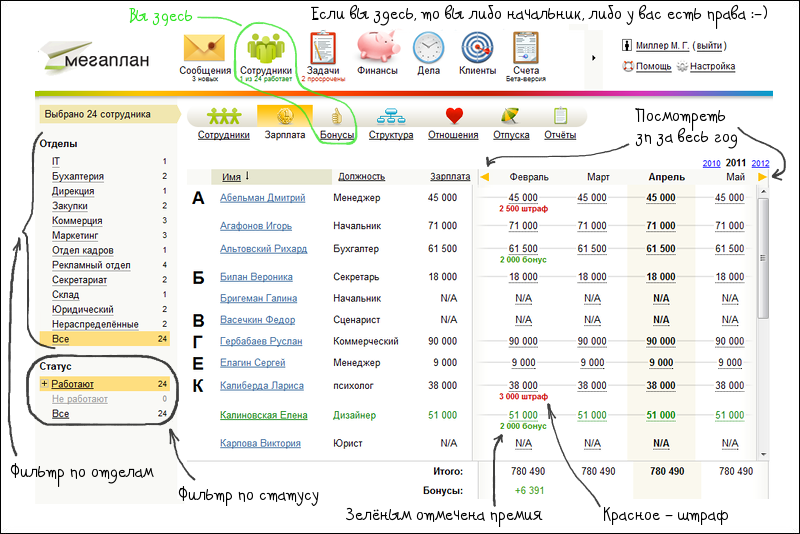 Вы здесь
Если вы здесь, то вы либо начальник, либо у вас есть права :-)
мегаплан
Сообщения
3 новых
Сотрудники
1 из 24 работает
Задачи
2 просрочены
Финансы
Дела
Клиенты
Счета
Бета-версия
Миллер М. Г. (выйти)
Помощь Настройка
Выбрано 24 сотрудника
Сотрудники Зарплата Бонусы Структура Отношения Отпуска Отчёты
Посмотреть
зп за весь год
Отделы
IT 1
Бухгалтерия 2
Дирекция 1
Закупки 2
Коммерция 3
Маркетинг 3
Отдел кадров 1
Рекламный отдел 4
Секретариат 2
Склад 1
Юридический 2
Нераспределённые 2
Все 24
Статус
+ Работают 24
Не работают 0
Все 24
2010 2011 2012
Имя ↓ Должность Зарплата Февраль Март Апрель Май
А Абельман Дмитрий Менеджер 45 000 45 000 45 000 45 000 45 000
2 500 штраф
Агафонов Игорь Начальник 71 000 71 000 71 000 71 000 71 000
Альтовский Рихард Бухгалтер 61 500 61 500 61 500 61 500 61 500
2 000 бонус
Б Билан Вероника Секретарь 18 000 18 000 18 000 18 000 18 000
Бригеман Галина Начальник N/A N/A N/A N/A N/A
В Васечкин Федор Сценарист N/A N/A N/A N/A N/A
Г Гербабаев Руслан Коммерческий 90 000 90 000 90 000 90 000 90 000
Е Елагин Сергей Менеджер 9 000 9 000 9 000 9 000 9 000
К Калиберда Лариса психолог 38 000 38 000 38 000 38 000 38 000
3 000 штраф
Калиновская Елена Дизайнер 51 000 51 000 51 000 51 000 51 000
2 000 бонус
Карпова Виктория Юрист N/A N/A N/A N/A N/A
Итого: 780 490 780 490 780 490 780 490
Бонусы: +6 391
Фильтр по отделам
Фильтр по статусу
Зелёным отмечена премия
Красное – штраф